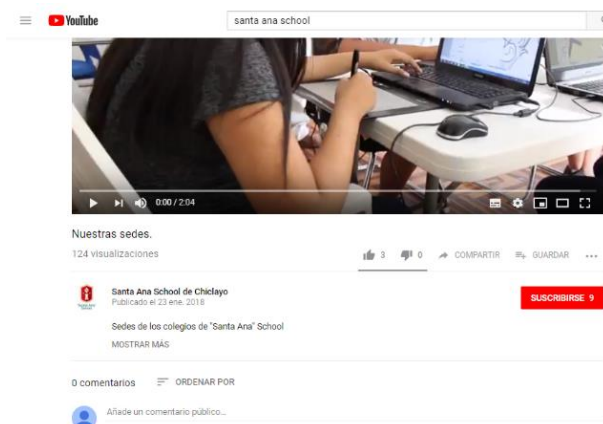 YouTube
santa ana school
0:00 / 2:04
Nuestras sedes.
124 visualizaciones
3 0 COMPARTIR GUARDAR
Santa Ana School de Chiclayo
Publicado el 23 ene. 2018
SUSCRIBIRSE 9
Sedes de los colegios de "Santa Ana" School
MOSTRAR MÁS
0 comentarios ORDENAR POR
Añade un comentario público...